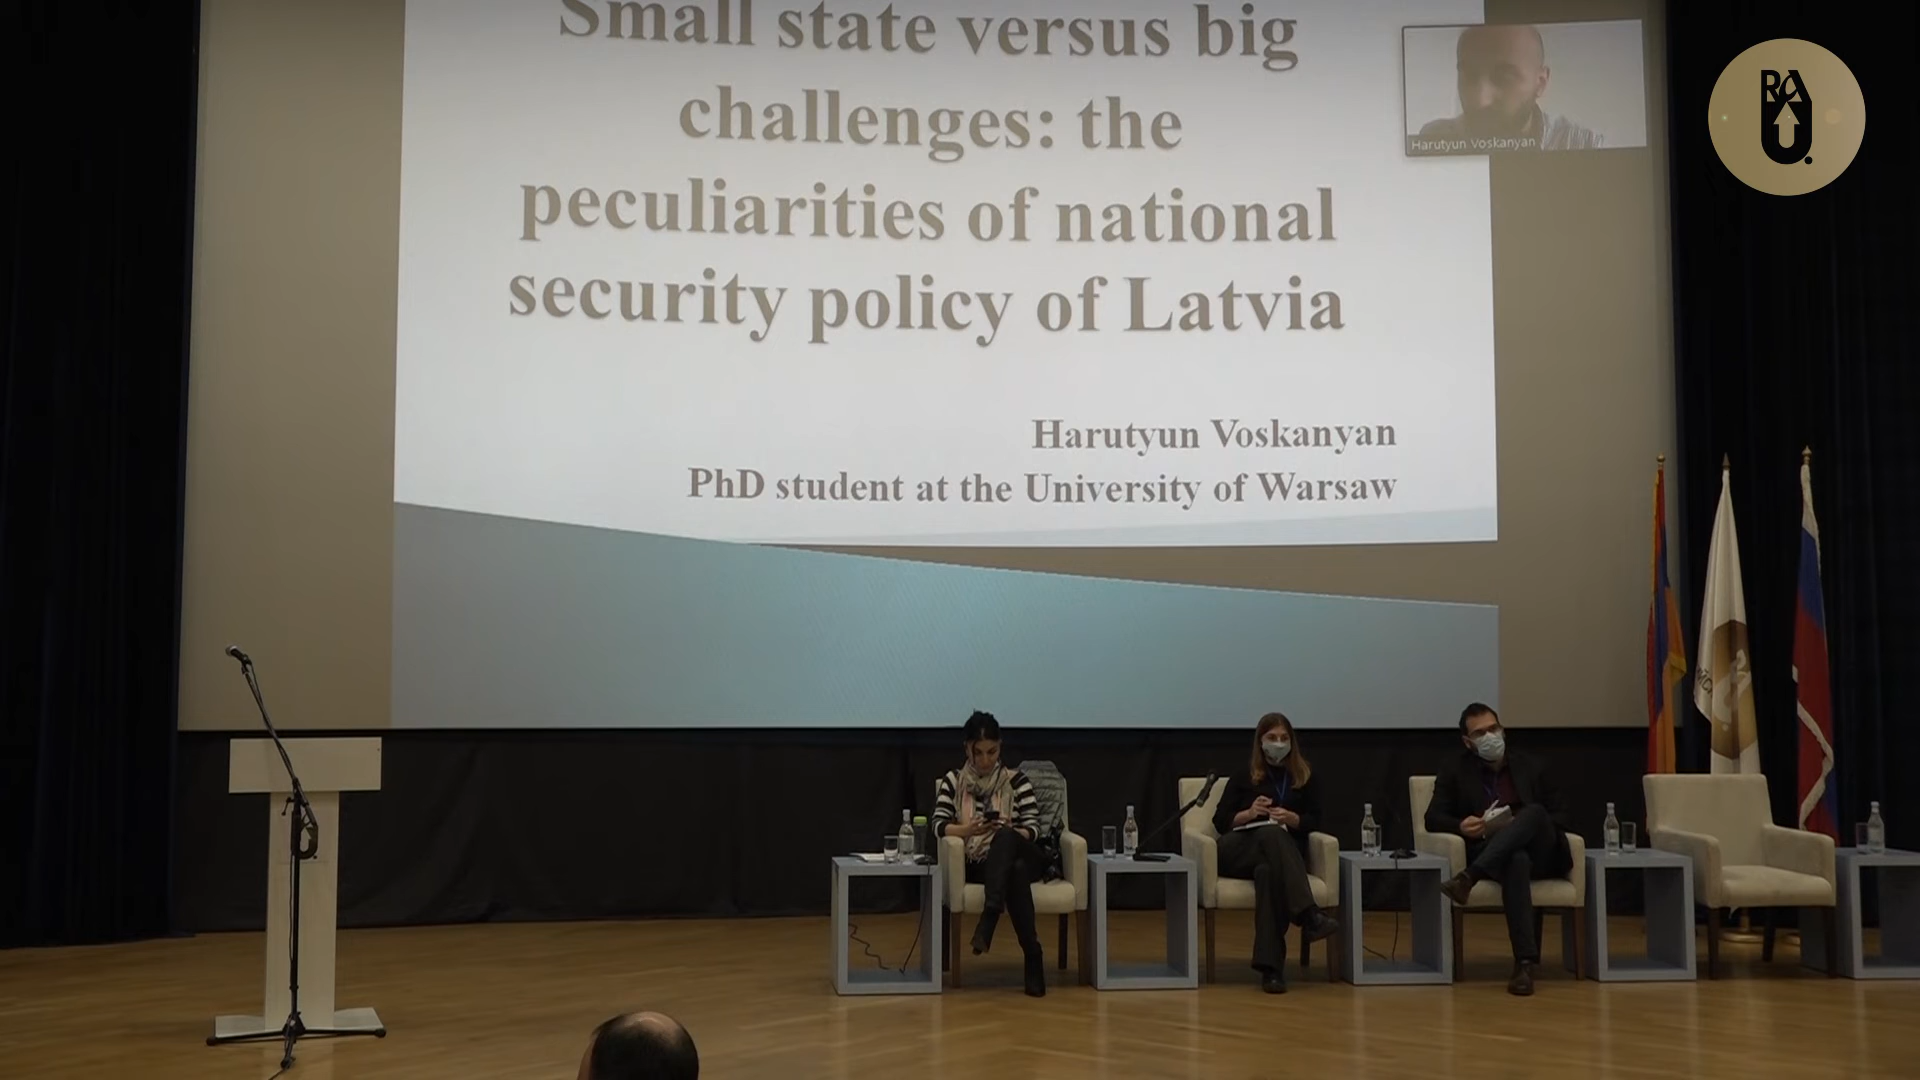 Small state versus big
challenges: the
peculiarities of national
security policy of Latvia
Harutyun Voskanyan
PhD student at the University of Warsaw
Harutyun Voskanyan
RAU